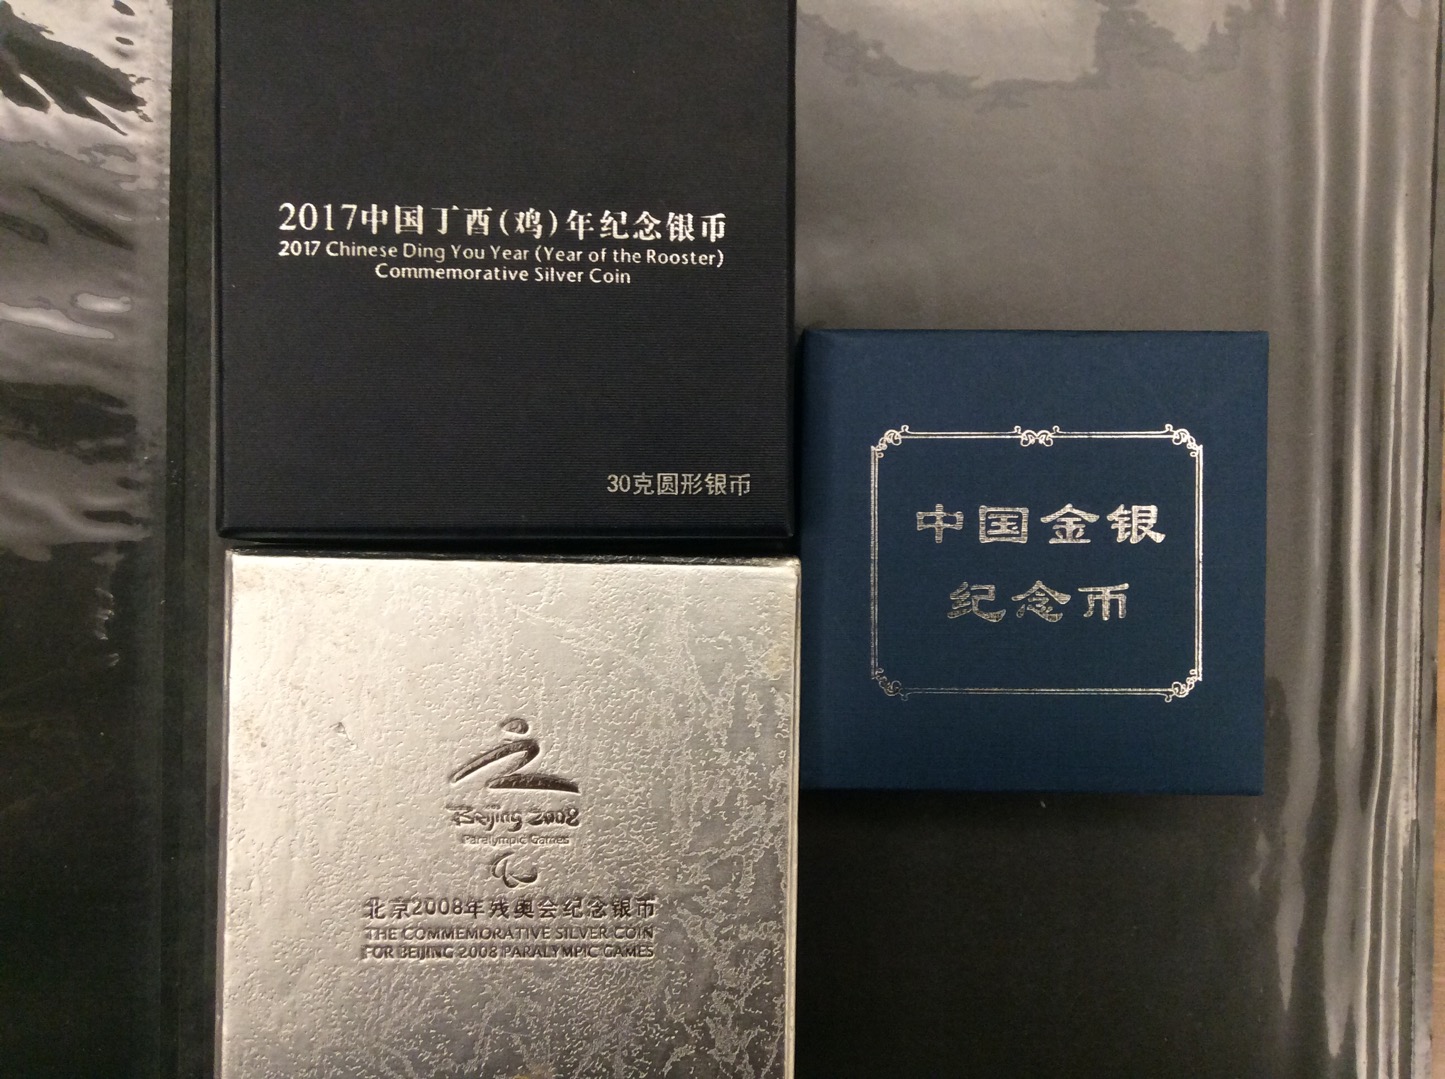 2017中国丁酉(鸡)年纪念银币
2017 Chinese Ding You Year (Year of the Rooster)
Commemorative Silver Coin
30克圆形银币
中国金银
纪念币
Beijing 2008
Paralympic Games
北京2008年残奥会纪念银币
THE COMMEMORATIVE SILVER COIN
FOR BEIJING 2008 PARALYMPIC GAMES